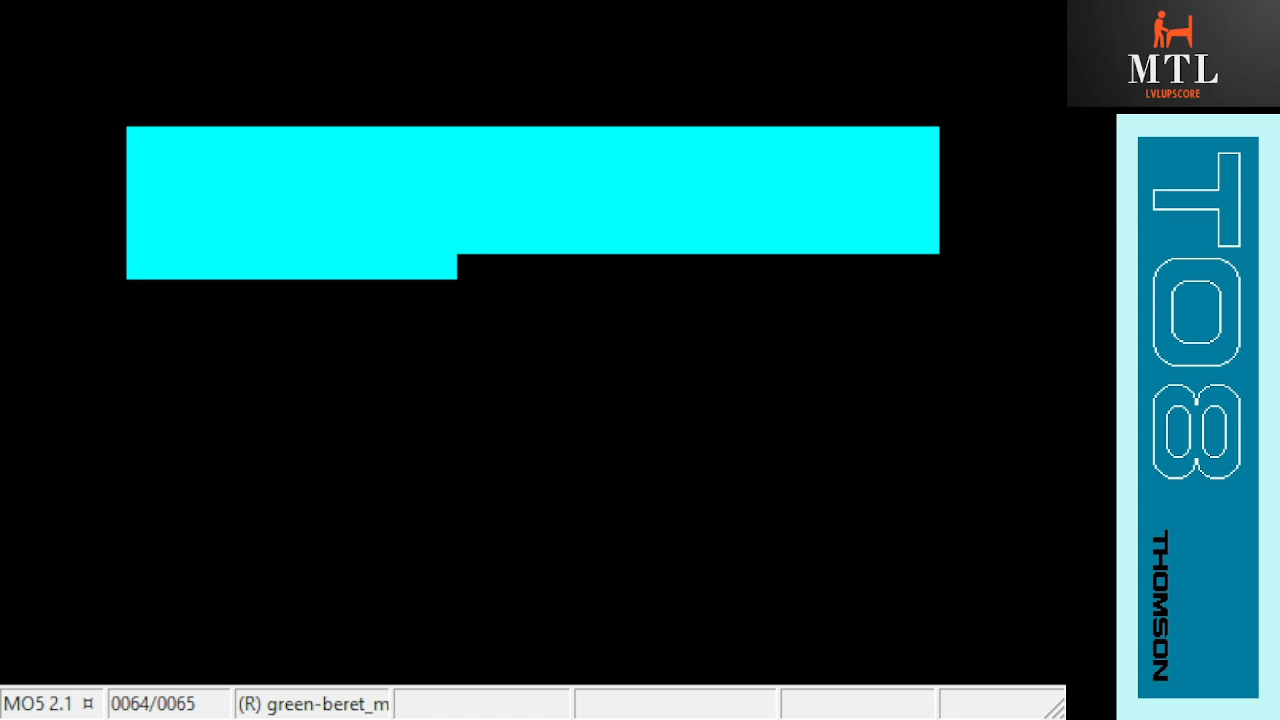 MTL
LVLUPSCORE
TO8
THOMSON
MO5 2.1 ¤
0064/0065
(R) green-beret_m